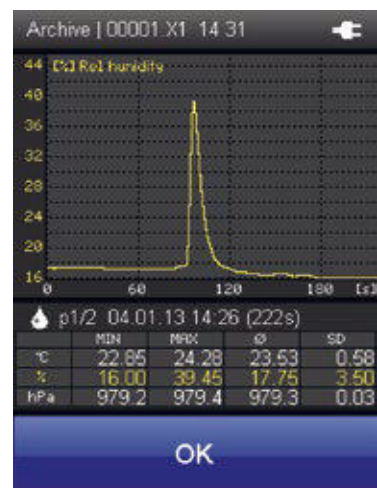 Archive | 00001.X1 14:31
44 [%] Rel humidity
40
36
32
28
24
20
16
0 60 120 180 [s]
p1/2 04.01.13 14:26 (222s)
MIN MAX Ø SD
°C 22.85 24.28 23.53 0.58
% 16.00 39.45 17.75 3.50
hPa 979.2 979.4 979.3 0.03
OK